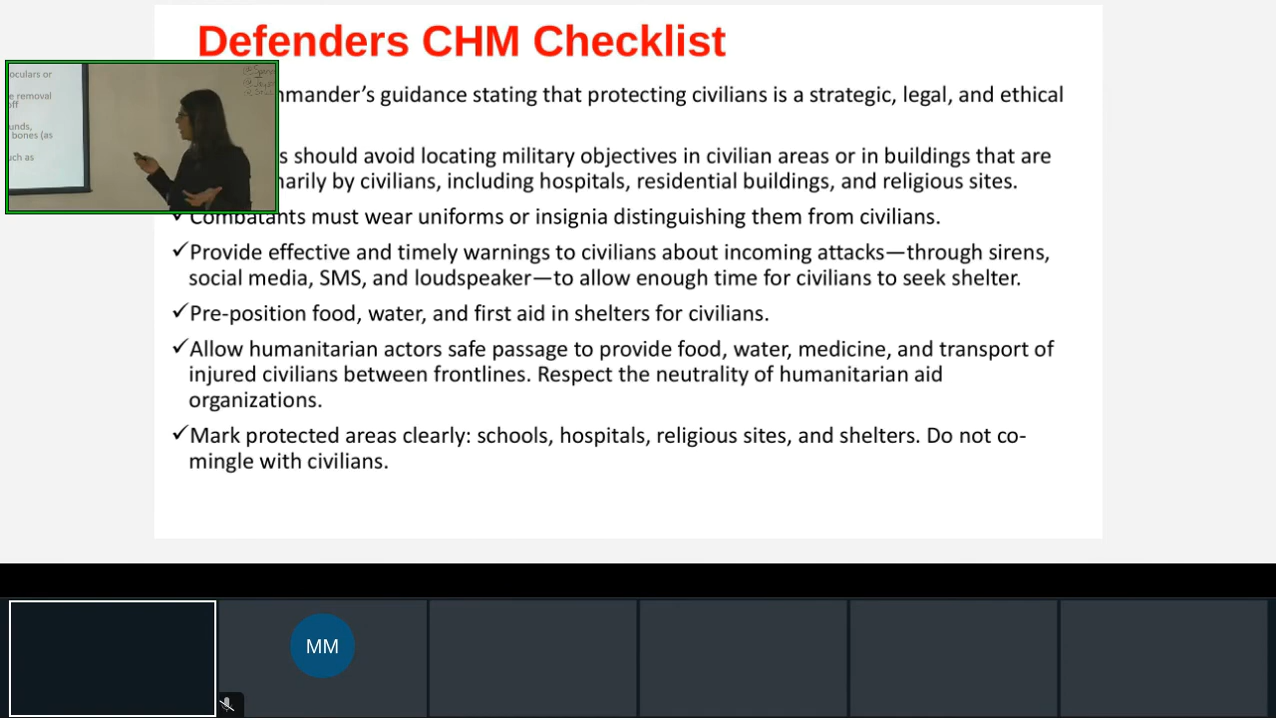 Defenders CHM Checklist
guidance stating that protecting civilians is a strategic, legal, and ethical
should avoid locating military objectives in civilian areas or in buildings that are
by civilians, including hospitals, residential buildings, and religious sites.
✓Combatants must wear uniforms or insignia distinguishing them from civilians.
✓Provide effective and timely warnings to civilians about incoming attacks—through sirens,
social media, SMS, and loudspeaker—to allow enough time for civilians to seek shelter.
✓Pre-position food, water, and first aid in shelters for civilians.
✓Allow humanitarian actors safe passage to provide food, water, medicine, and transport of
injured civilians between frontlines. Respect the neutrality of humanitarian aid
organizations.
✓Mark protected areas clearly: schools, hospitals, religious sites, and shelters. Do not co-
mingle with civilians.
oculars or
e removal
off
unds,
bones (as
uch as
MM